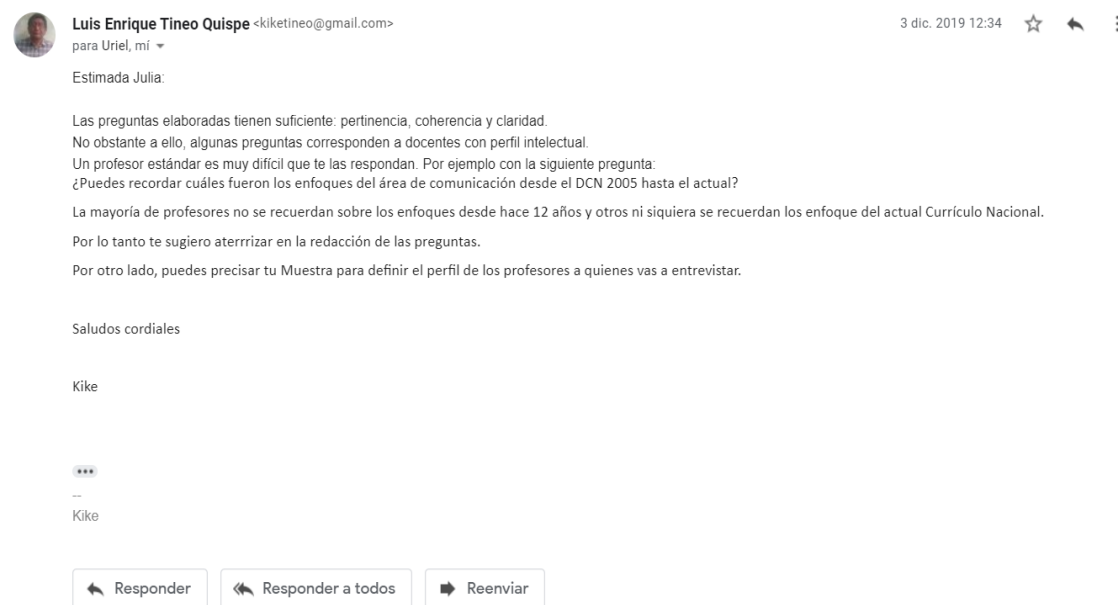 Luis Enrique Tineo Quispe <kiketineo@gmail.com>
3 dic. 2019 12:34
para Uriel, mí
Estimada Julia:
Las preguntas elaboradas tienen suficiente: pertinencia, coherencia y claridad.
No obstante a ello, algunas preguntas corresponden a docentes con perfil intelectual.
Un profesor estándar es muy difícil que te las respondan. Por ejemplo con la siguiente pregunta:
¿Puedes recordar cuáles fueron los enfoques del área de comunicación desde el DCN 2005 hasta el actual?
La mayoría de profesores no se recuerdan sobre los enfoques desde hace 12 años y otros ni siquiera se recuerdan los enfoque del actual Currículo Nacional.
Por lo tanto te sugiero aterrrizar en la redacción de las preguntas.
Por otro lado, puedes precisar tu Muestra para definir el perfil de los profesores a quienes vas a entrevistar.
Saludos cordiales
Kike
--
Kike
Responder
Responder a todos
Reenviar